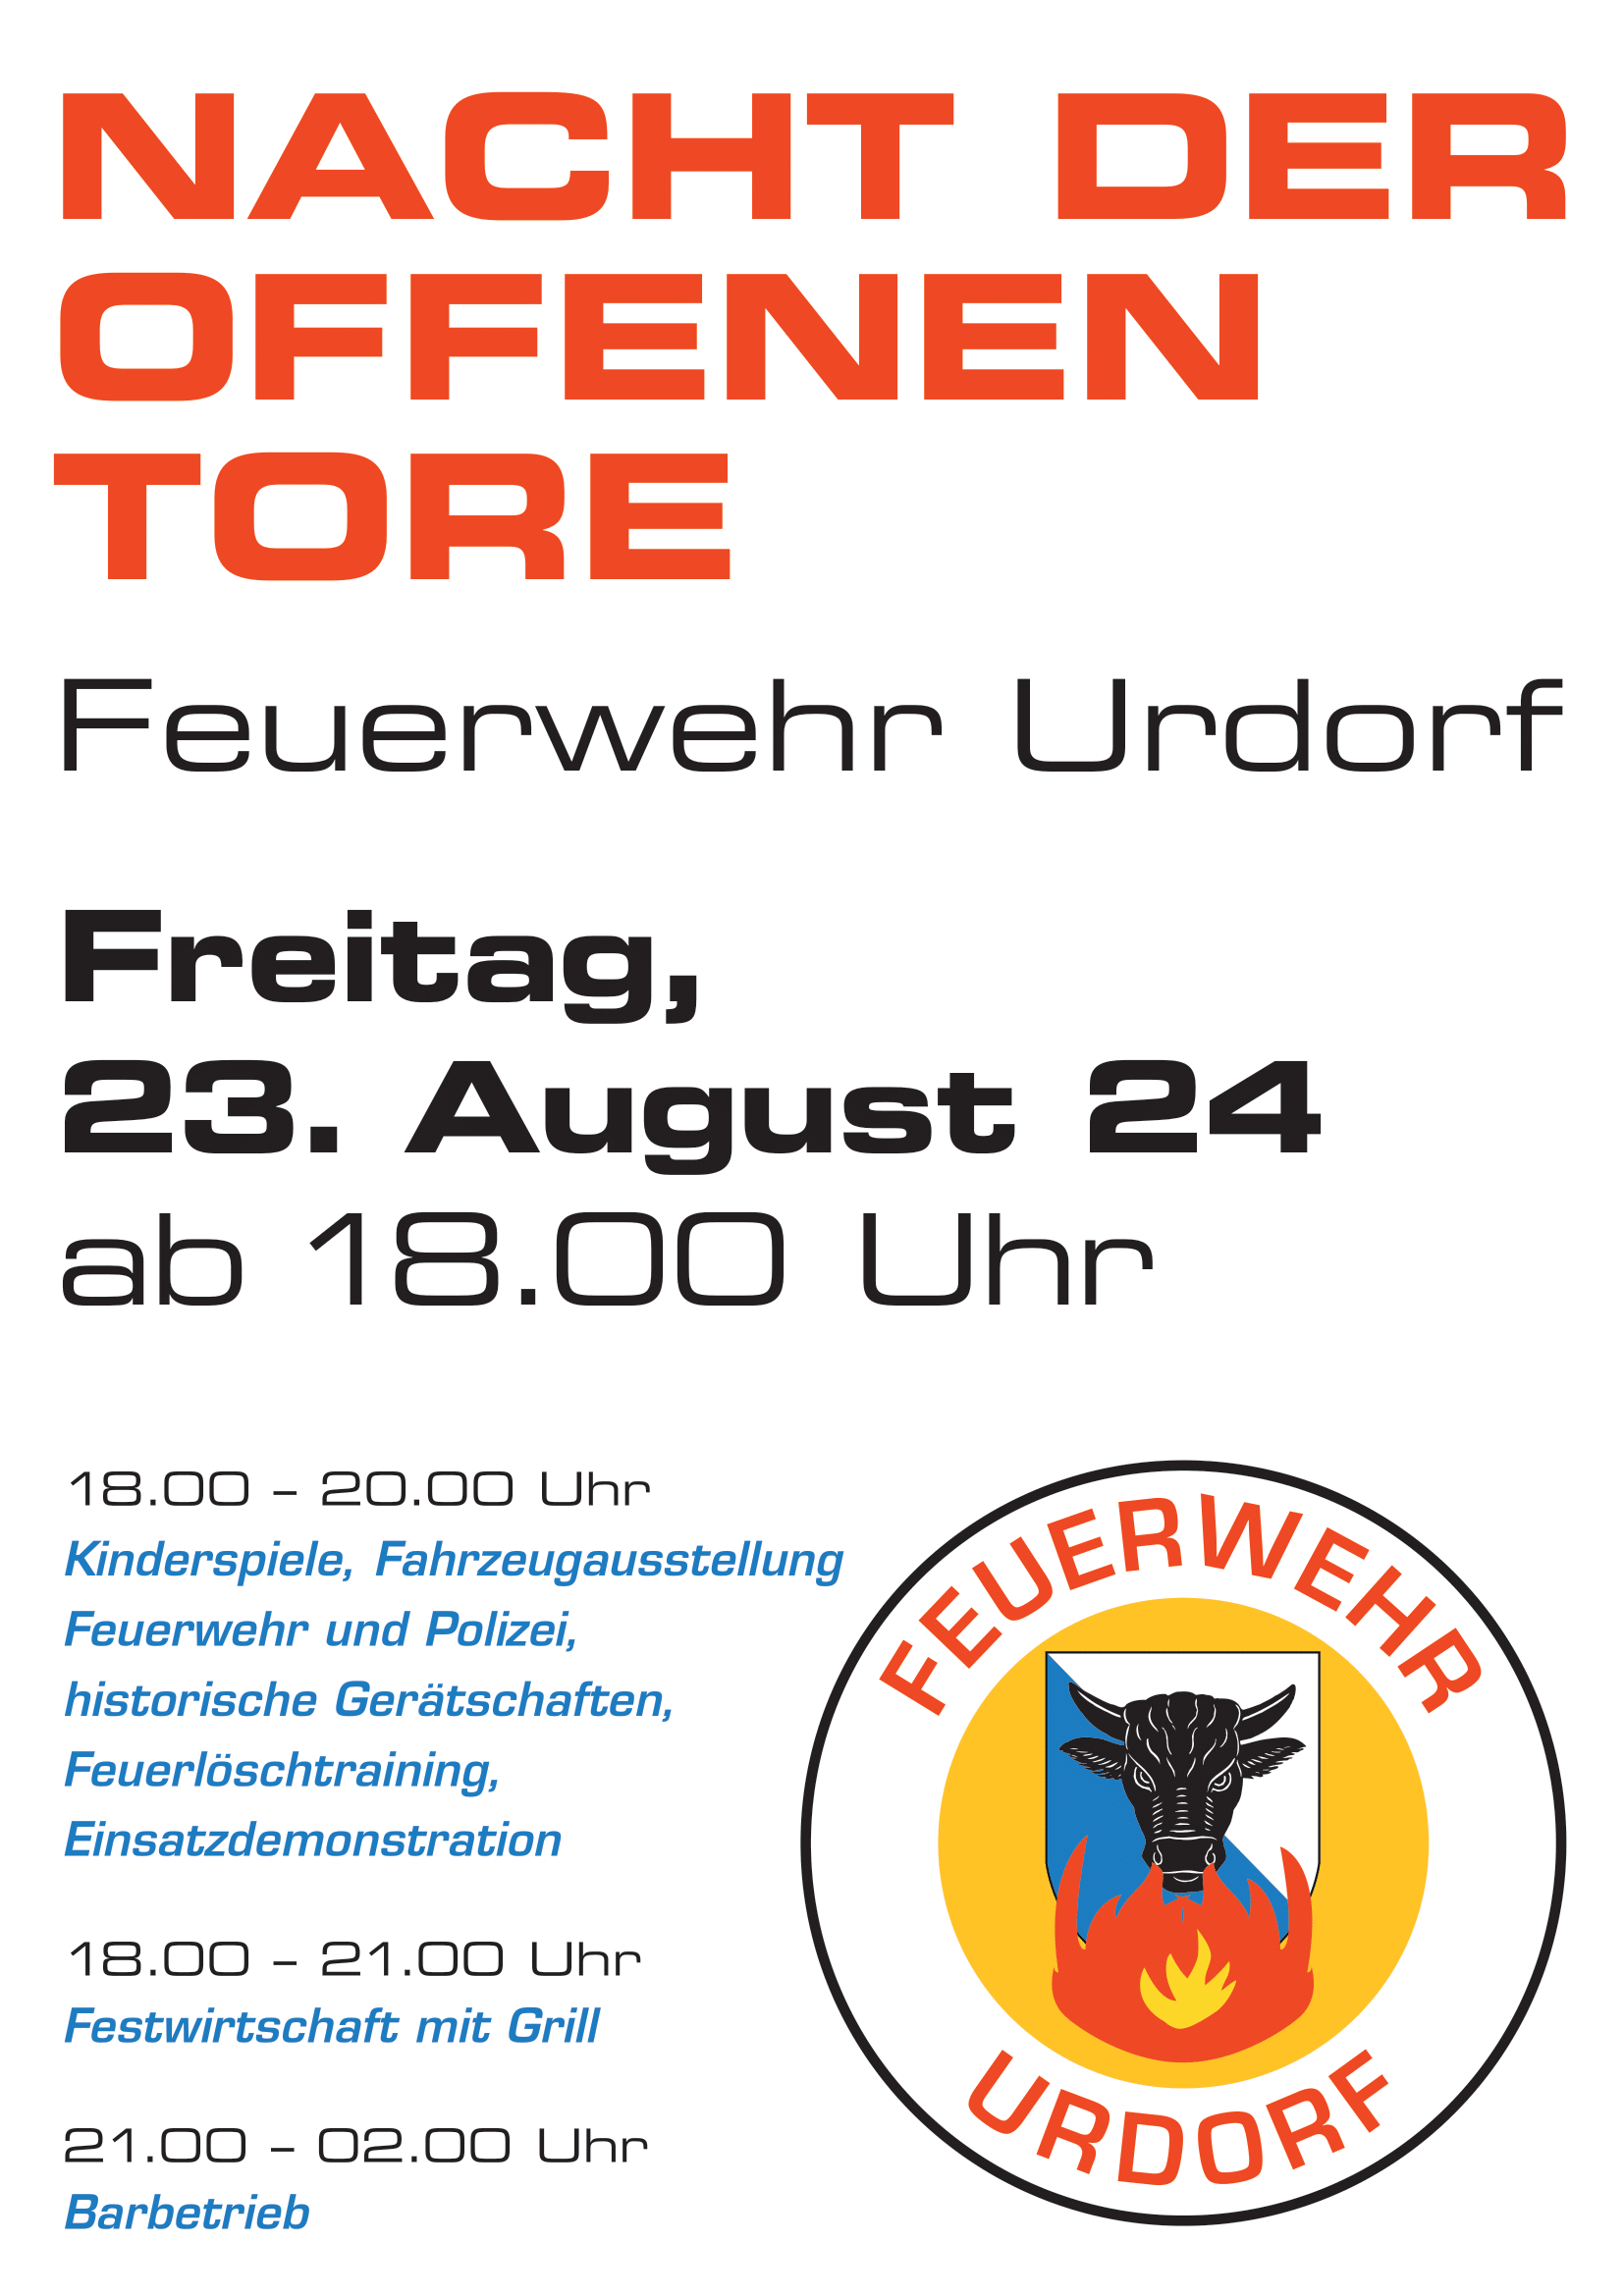 NACHT DER
OFFENEN
TORE
Feuerwehr Urdorf
Freitag,
23. August 24
ab 18.00 Uhr
18.00 – 20.00 Uhr
Kinderspiele, Fahrzeugausstellung
Feuerwehr und Polizei,
historische Gerätschaften,
Feuerlöschtraining,
Einsatzdemonstration
18.00 – 21.00 Uhr
Festwirtschaft mit Grill
21.00 – 02.00 Uhr
Barbetrieb
FEUERWEHR
URDORF